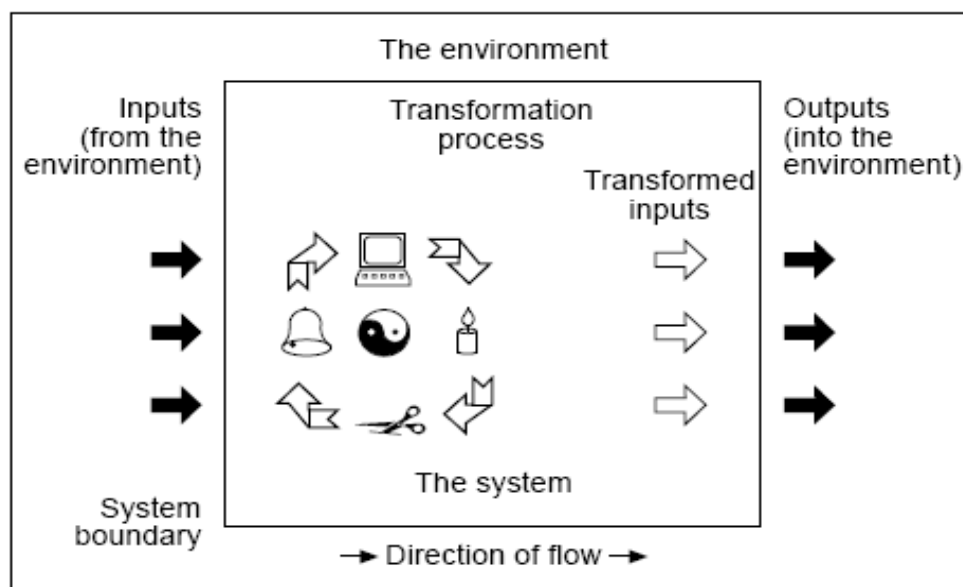 The environment
Inputs
(from the
environment)
Transformation
process
Transformed
inputs
Outputs
(into the
environment)
The system
System
boundary
Direction of flow